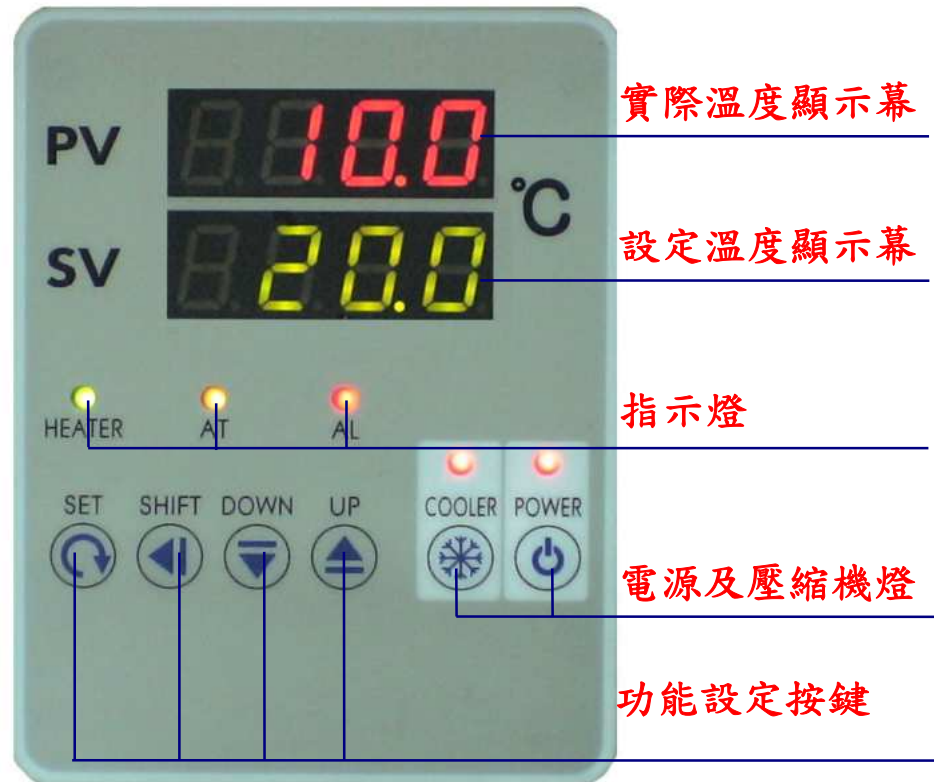 PV 10.0 實際溫度顯示幕
℃
SV 20.0 設定溫度顯示幕
HEATER AT AL 指示燈
SET SHIFT DOWN UP COOLER POWER
電源及壓縮機燈
功能設定按鍵